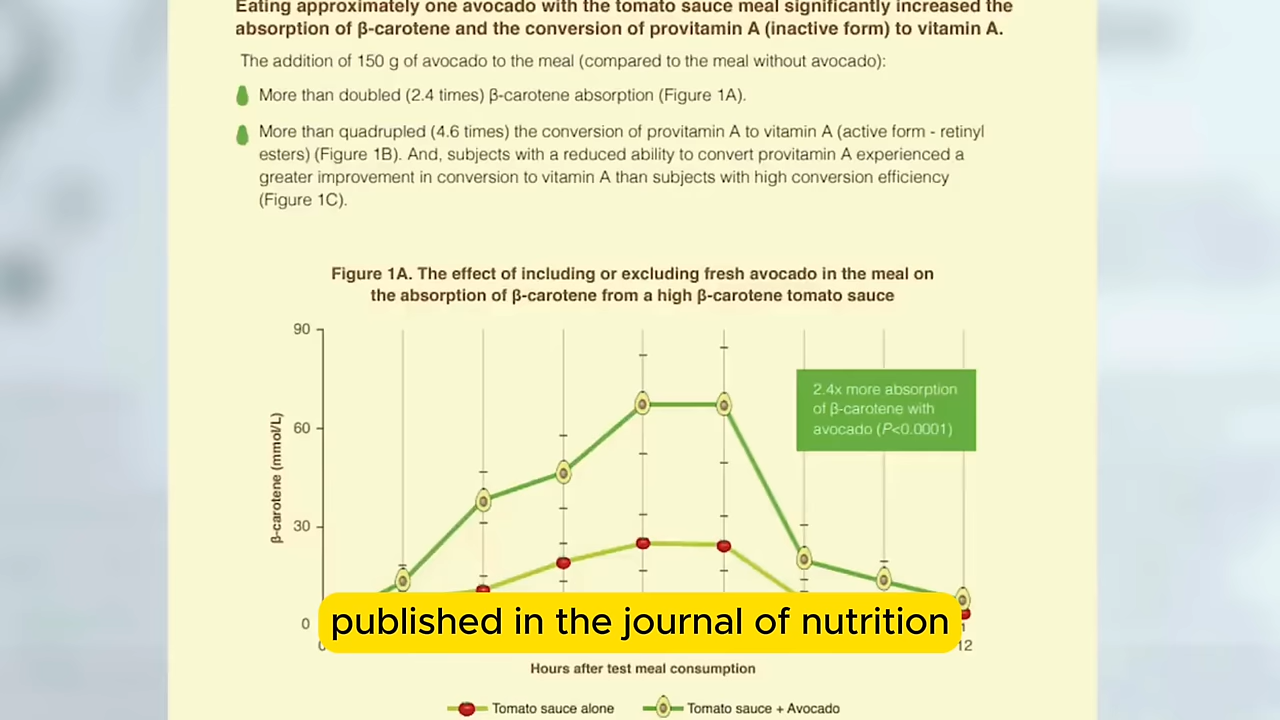 Eating approximately one avocado with the tomato sauce meal significantly increased the
absorption of β-carotene and the conversion of provitamin A (inactive form) to vitamin A.
The addition of 150 g of avocado to the meal (compared to the meal without avocado):
More than doubled (2.4 times) β-carotene absorption (Figure 1A).
More than quadrupled (4.6 times) the conversion of provitamin A to vitamin A (active form - retinyl
esters) (Figure 1B). And, subjects with a reduced ability to convert provitamin A experienced a
greater improvement in conversion to vitamin A than subjects with high conversion efficiency
(Figure 1C).
Figure 1A. The effect of including or excluding fresh avocado in the meal on
the absorption of β-carotene from a high β-carotene tomato sauce
90
60
30
0
β-carotene (mmol/L)
2.4x more absorption
of β-carotene with
avocado (P<0.0001)
published in the journal of nutrition
0
12
Hours after test meal consumption
Tomato sauce alone
Tomato sauce + Avocado